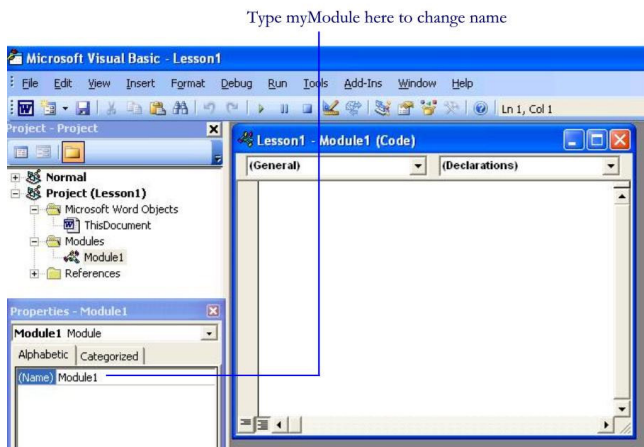 Type myModule here to change name
Microsoft Visual Basic - Lesson1
File Edit View Insert Format Debug Run Tools Add-Ins Window Help
Ln 1, Col 1
Project - Project
Normal
Project (Lesson1)
Microsoft Word Objects
ThisDocument
Modules
Module1
References
Properties - Module1
Module1 Module
Alphabetic Categorized
(Name) Module1
Lesson1 - Module1 (Code)
(General) (Declarations)